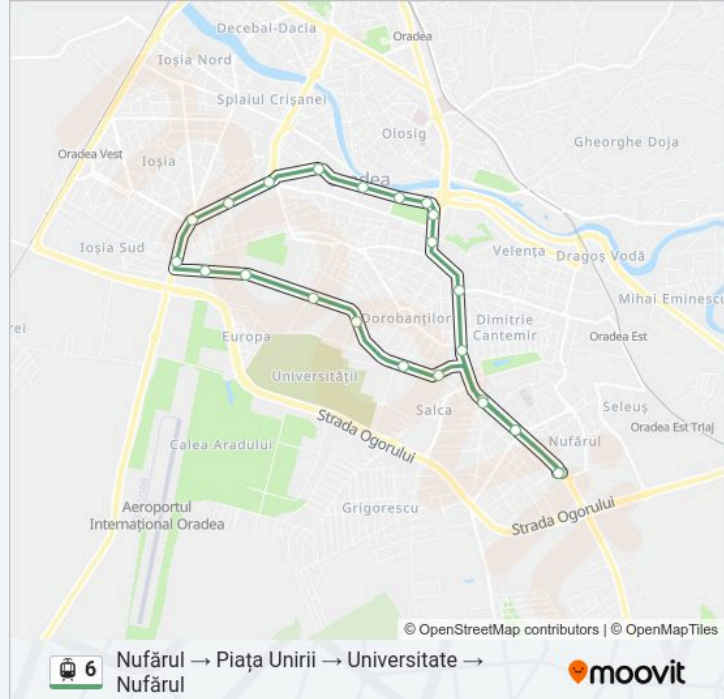 Decebal-Dacia
Oradea
Ioșia Nord
Splaiul Crișanei
Olosig
Gheorghe Doja
Oradea Vest
Ioșia
Ioșia Sud
Velența
Dragoș Vodă
Mihai Eminescu
Dorobanților
Dimitrie
Cantemir
Oradea Est
Europa
Universității
Salca
Seleuș
Strada Ogorului
Nufărul
Oradea Est Triaj
Calea Aradului
Aeroportul
Internațional Oradea
Grigorescu
Strada Ogorului
© OpenStreetMap contributors | © OpenMapTiles
6 Nufărul → Piața Unirii → Universitate →
Nufărul
moovit